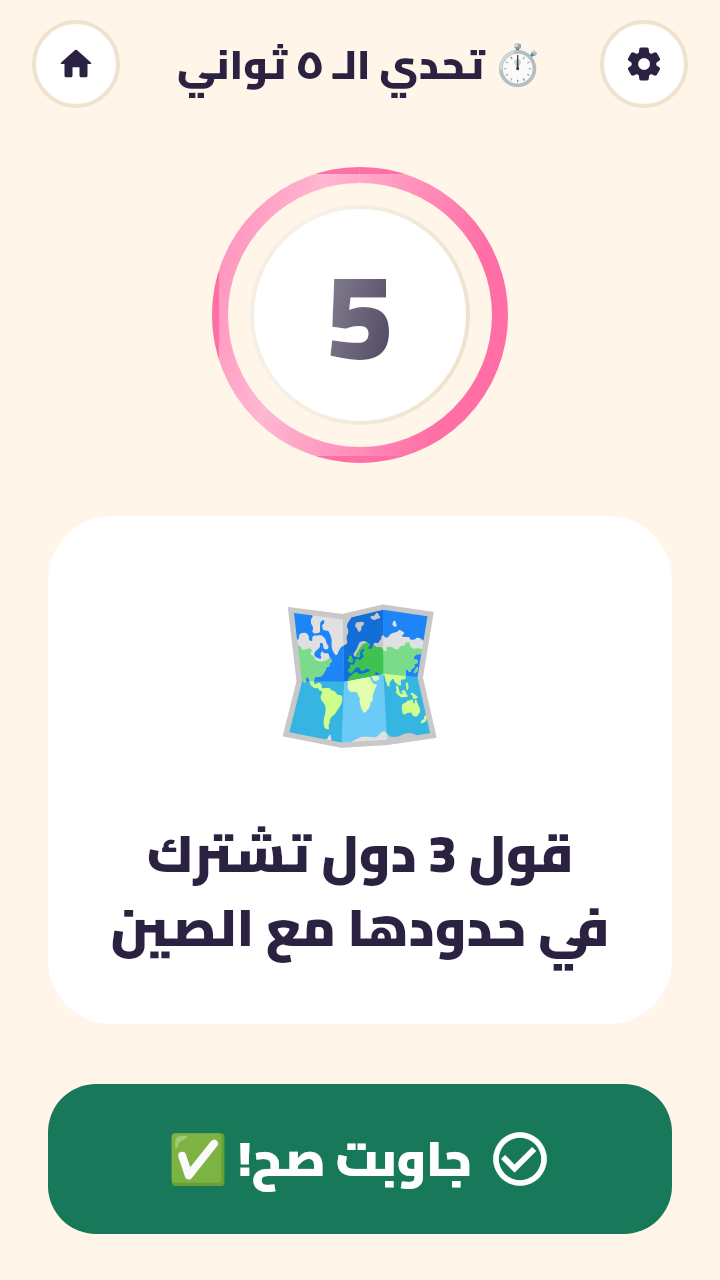 تحدي الـ ٥ ثواني
5
قول 3 دول تشترك
في حدودها مع الصين
جاوبت صح!